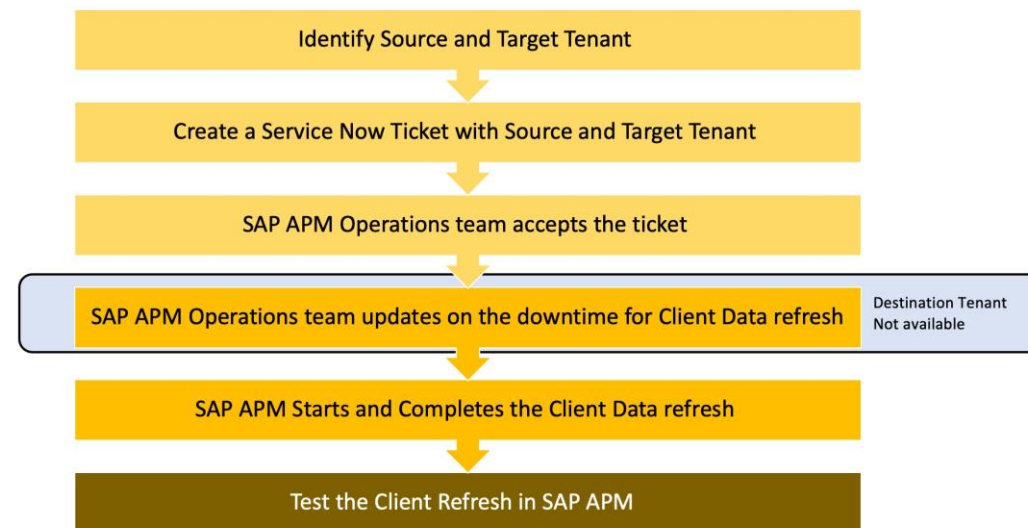 Identify Source and Target Tenant
Create a Service Now Ticket with Source and Target Tenant
SAP APM Operations team accepts the ticket
SAP APM Operations team updates on the downtime for Client Data refresh
Destination Tenant
Not available
SAP APM Starts and Completes the Client Data refresh
Test the Client Refresh in SAP APM